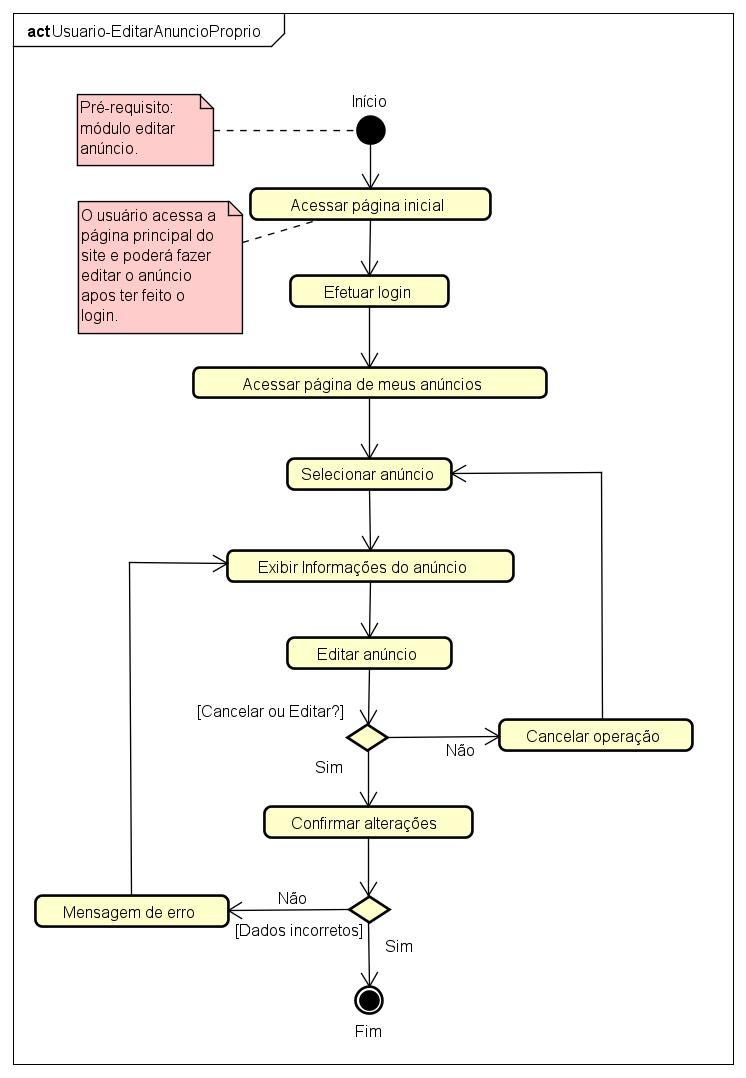 act Usuario-EditarAnuncioProprio
Início
Pré-requisito:
módulo editar
anúncio.
Acessar página inicial
O usuário acessa a
página principal do
site e poderá fazer
editar o anúncio
apos ter feito o
login.
Efetuar login
Acessar página de meus anúncios
Selecionar anúncio
Exibir Informações do anúncio
Editar anúncio
[Cancelar ou Editar?]
Cancelar operação
Não
Sim
Confirmar alterações
Não
Mensagem de erro
[Dados incorretos]
Sim
Fim